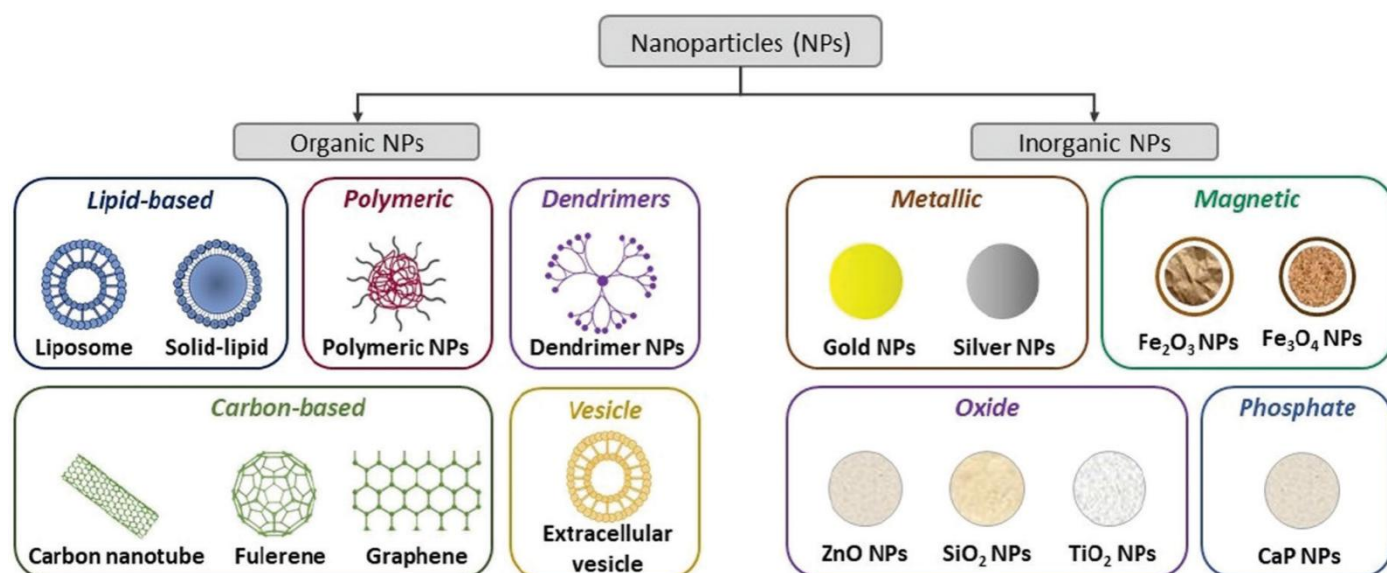 Nanoparticles (NPs)
Organic NPs
Inorganic NPs
Lipid-based
Liposome
Solid-lipid
Polymeric
Polymeric NPs
Dendrimers
Dendrimer NPs
Metallic
Gold NPs
Silver NPs
Magnetic
Fe₂O₃ NPs
Fe₃O₄ NPs
Carbon-based
Carbon nanotube
Fulerene
Graphene
Vesicle
Extracellular
vesicle
Oxide
ZnO NPs
SiO₂ NPs
TiO₂ NPs
Phosphate
CaP NPs